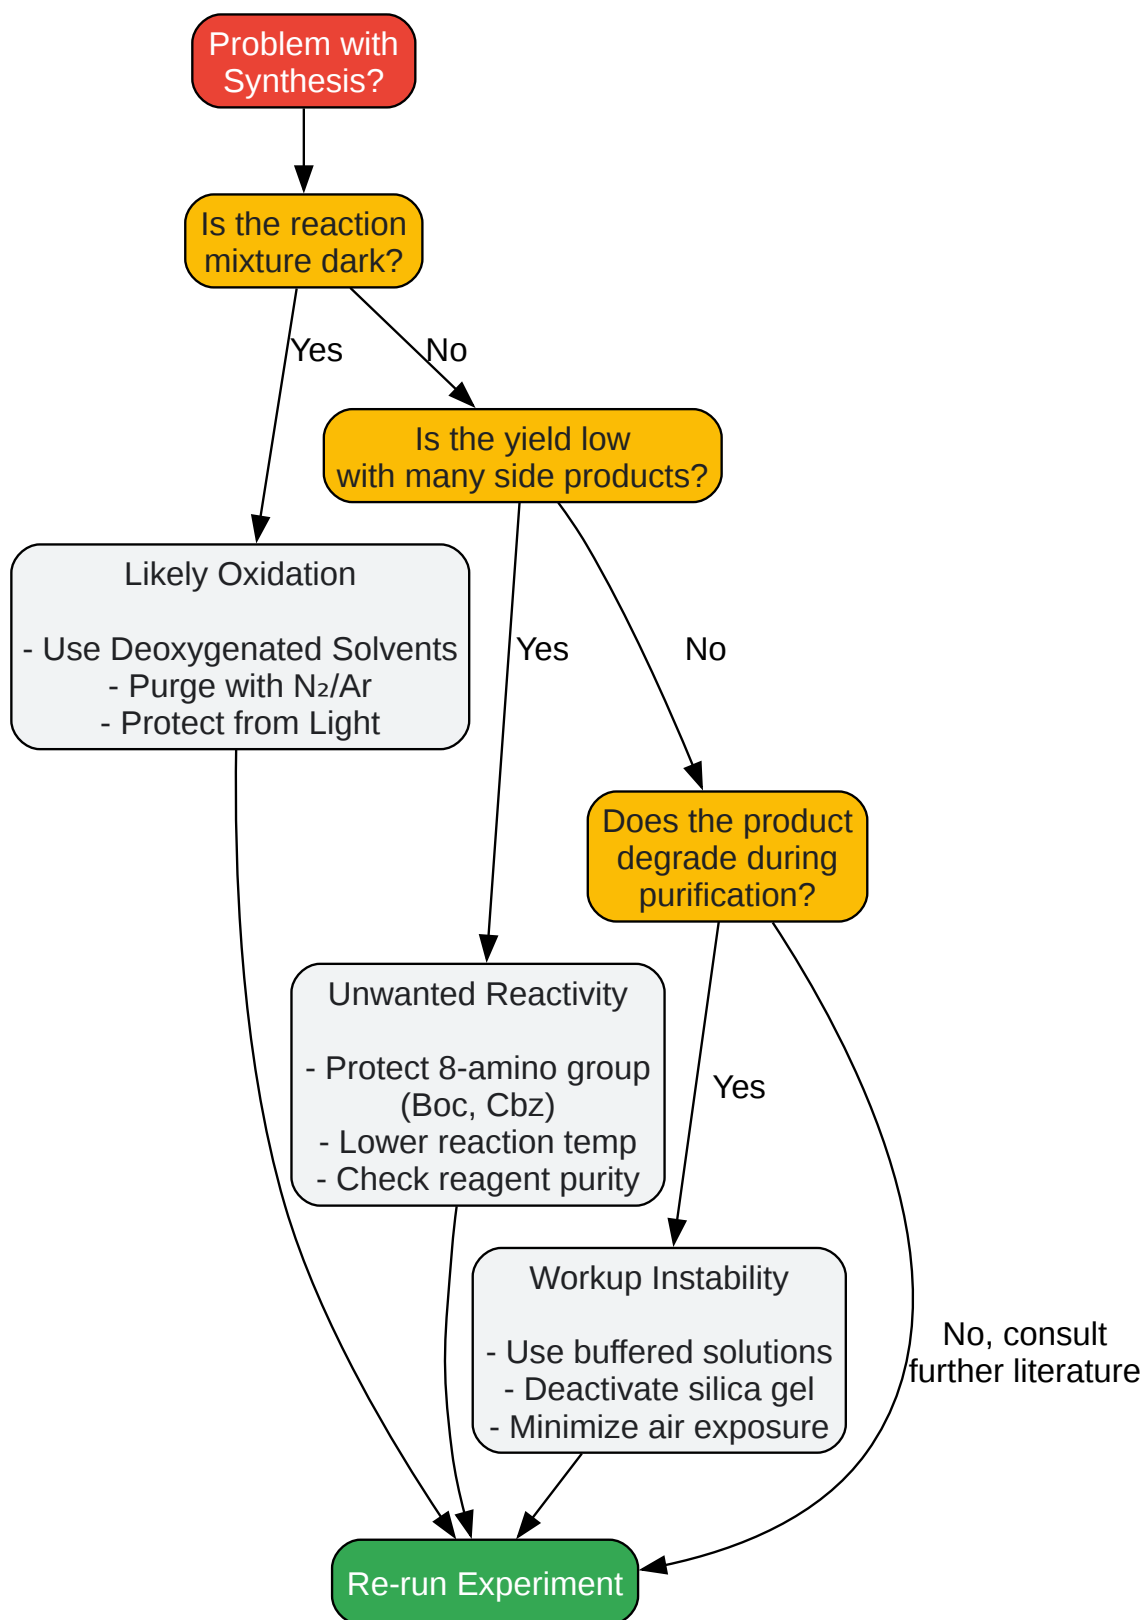 Problem with
Synthesis?
Is the reaction
mixture dark?
Yes
No
Is the yield low
with many side products?
Likely Oxidation
- Use Deoxygenated Solvents
- Purge with N₂/Ar
- Protect from Light
Yes
No
Does the product
degrade during
purification?
Unwanted Reactivity
- Protect 8-amino group
(Boc, Cbz)
- Lower reaction temp
- Check reagent purity
Yes
Workup Instability
- Use buffered solutions
- Deactivate silica gel
- Minimize air exposure
No, consult
further literature
Re-run Experiment